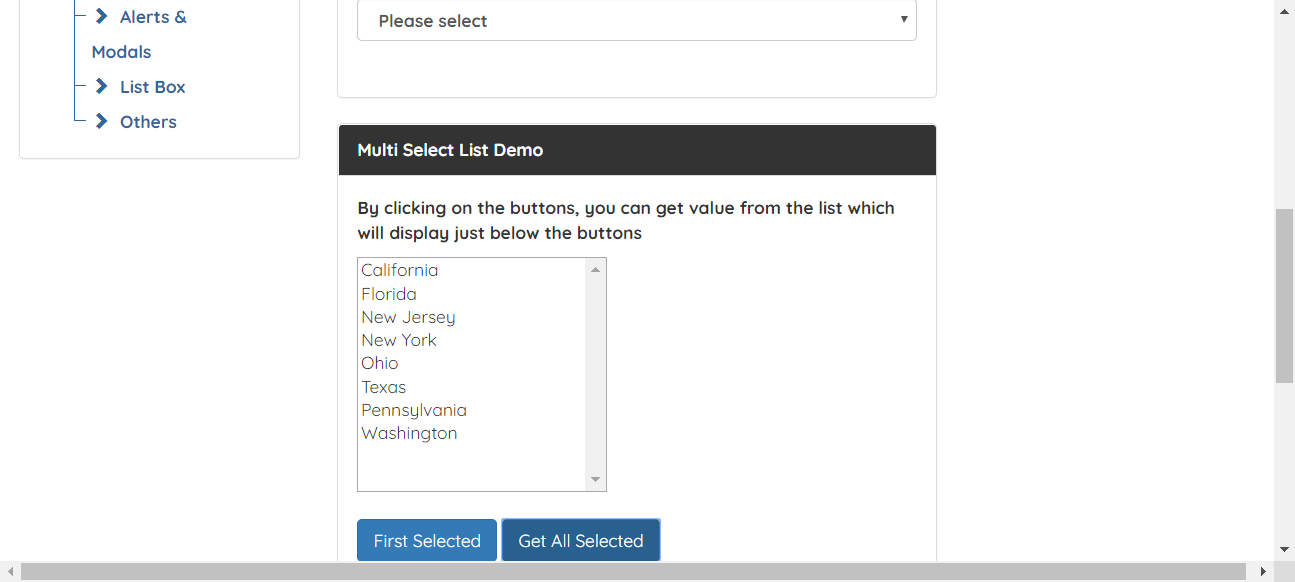 Alerts &
Modals
List Box
Others
Please select
Multi Select List Demo
By clicking on the buttons, you can get value from the list which
will display just below the buttons
California
Florida
New Jersey
New York
Ohio
Texas
Pennsylvania
Washington
First Selected
Get All Selected